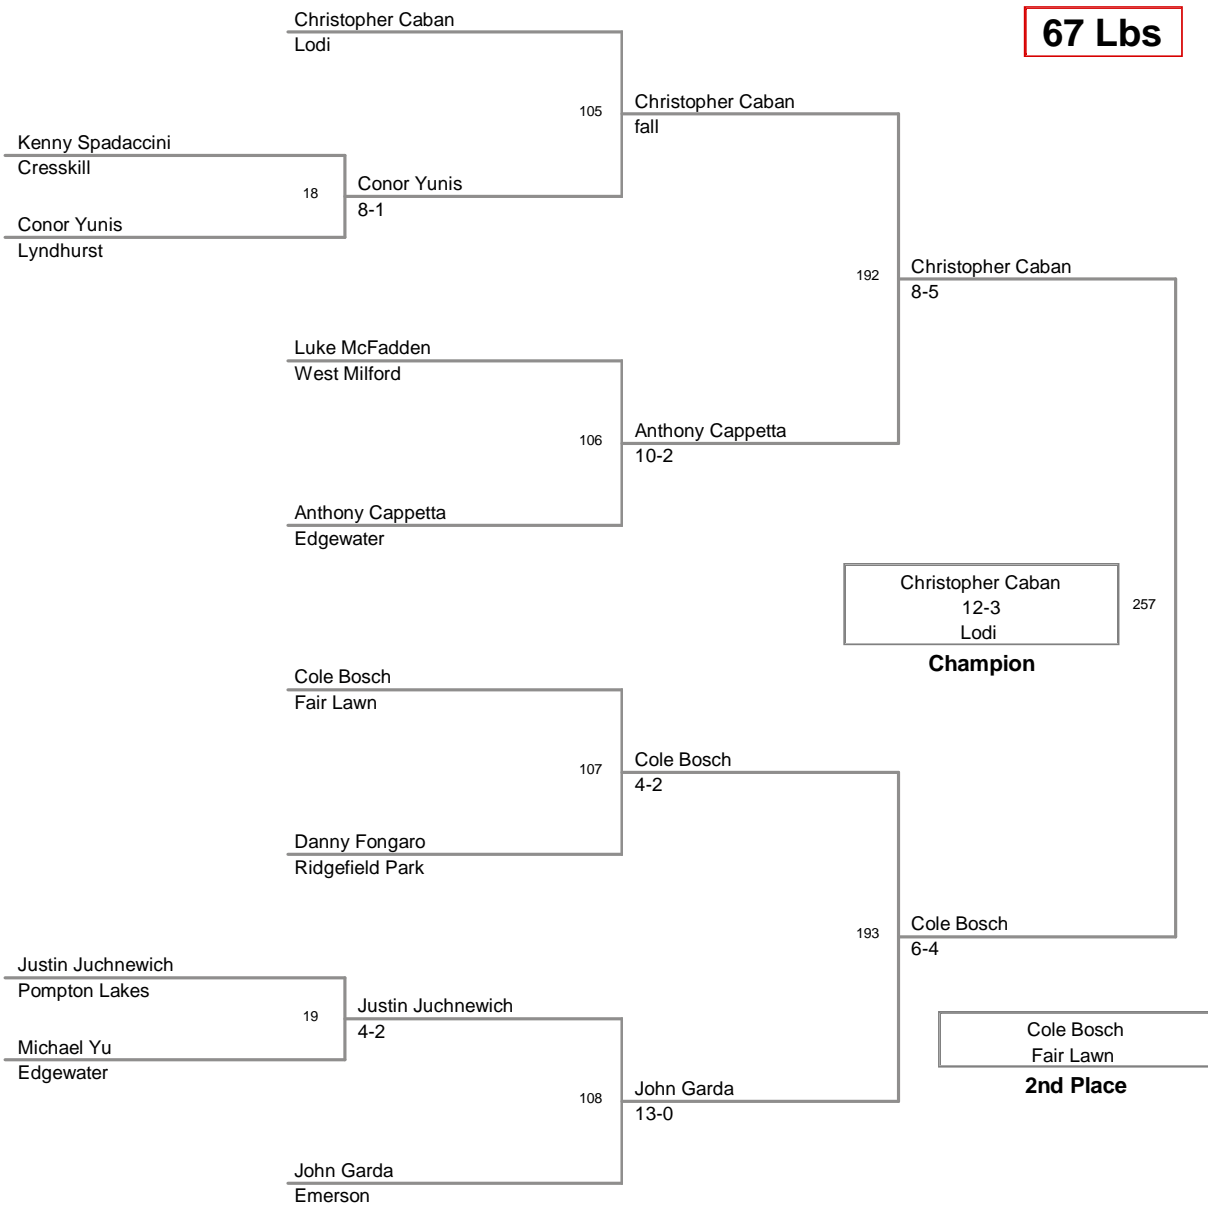 67 Lbs
Christopher Caban
Lodi
105
Christopher Caban
fall
Kenny Spadaccini
Cresskill
18
Conor Yunis
8-1
Conor Yunis
Lyndhurst
192
Christopher Caban
8-5
Luke McFadden
West Milford
106
Anthony Cappetta
10-2
Anthony Cappetta
Edgewater
Christopher Caban
12-3
Lodi
257
Champion
Cole Bosch
Fair Lawn
107
Cole Bosch
4-2
Danny Fongaro
Ridgefield Park
193
Cole Bosch
6-4
Justin Juchnewich
Pompton Lakes
19
Justin Juchnewich
4-2
Michael Yu
Edgewater
Cole Bosch
Fair Lawn
2nd Place
108
John Garda
13-0
John Garda
Emerson